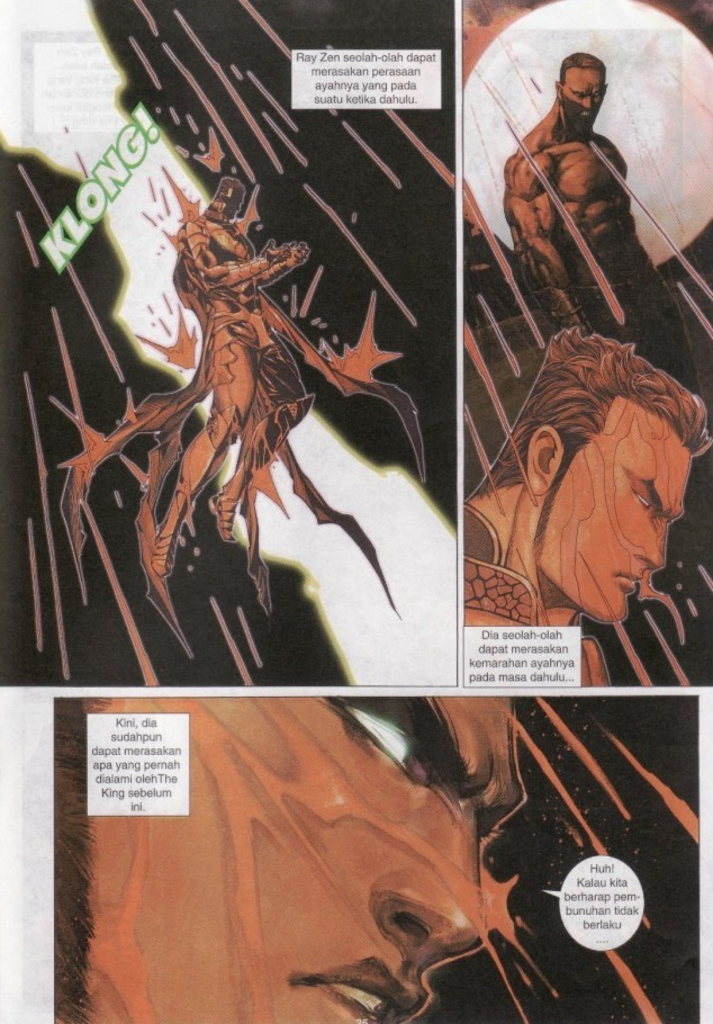 Ray Zen seolah-olah dapat
merasakan perasaan
ayahnya yang pada
suatu ketika dahulu.
KLONG!
Dia seolah-olah
dapat merasakan
kemarahan ayahnya
pada masa dahulu...
Kini, dia
sudahpun
dapat merasakan
apa yang pernah
dialami olehThe
King sebelum
ini.
Huh!
Kalau kita
berharap pem-
bunuhan tidak
berlaku
....